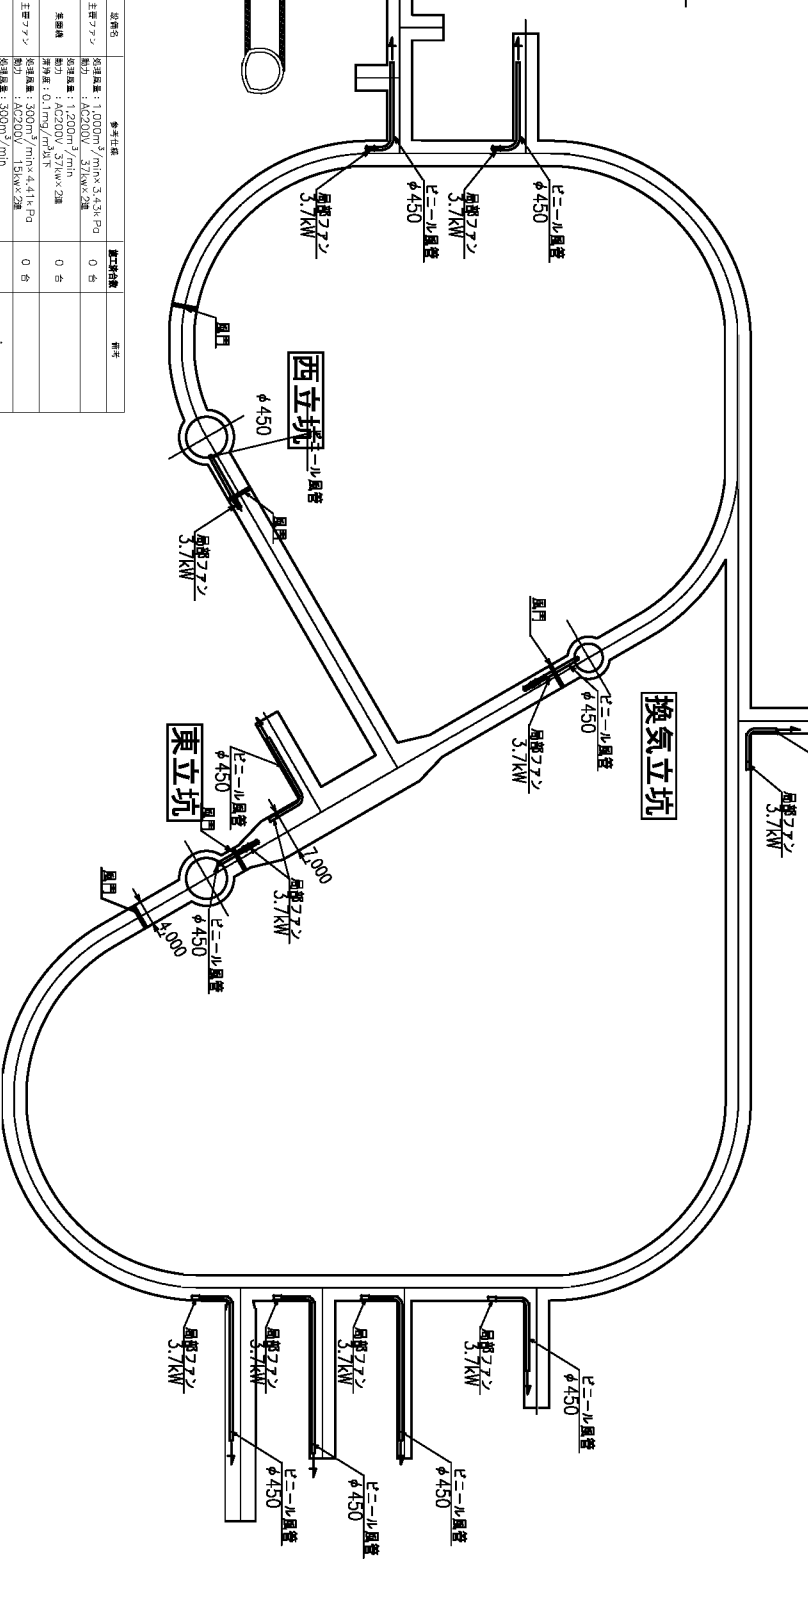 設備名
参考仕様
施工済台数
備考
主要ファン
処理風量：1,000m³/min×3.43kPa
動力　：AC200V　37kw×2連
0 台
集塵機
処理風量：1,200m³/min
動力　：AC200V　37kw×2連
清浄度：0.1mg/m³以下
0 台
主要ファン
処理風量：300m³/min×4.41kPa
動力　：AC200V　15kw×2連
0 台
処理風量：300m³/min
ビニール風管
φ450
局部ファン
3.7kW
ビニール風管
φ450
局部ファン
3.7kW
風門
西立坑
ビニール風管
φ450
風門
局部ファン
3.7kW
風門
換気立坑
ビニール風管
φ450
局部ファン
3.7kW
局部ファン
3.7kW
東立坑
ビニール風管
φ450
風門
7,000
局部ファン
3.7kW
風門
4,000
ビニール風管
φ450
局部ファン
3.7kW
局部ファン
3.7kW
局部ファン
3.7kW
局部ファン
3.7kW
ビニール風管
φ450
ビニール風管
φ450
ビニール風管
φ450
ビニール風管
φ450